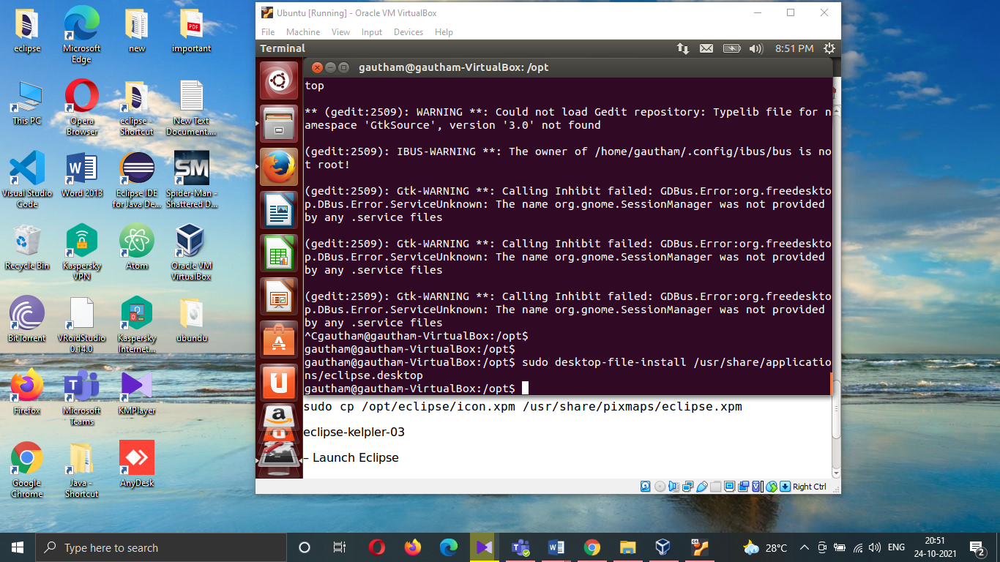 eclipse
Microsoft
Edge
new
important
PDF
This PC
Opera
Browser
eclipse -
Shortcut
New Text
Document....
Visual Studio
Code
Word 2013
Eclipse IDE
for Java De...
SM
Spider-Man -
Shattered D...
Recycle Bin
Kaspersky
VPN
Atom
Oracle VM
VirtualBox
BitTorrent
VRoidStudio
0.14.0
Kaspersky
Internet...
ubundu
Firefox
Microsoft
Teams
KMPlayer
Google
Chrome
Java -
Shortcut
AnyDesk
Ubuntu [Running] - Oracle VM VirtualBox
File Machine View Input Devices Help
Terminal
8:51 PM
gautham@gautham-VirtualBox: /opt
top
** (gedit:2509): WARNING **: Could not load Gedit repository: Typelib file for n
amespace 'GtkSource', version '3.0' not found
(gedit:2509): IBUS-WARNING **: The owner of /home/gautham/.config/ibus/bus is no
t root!
(gedit:2509): Gtk-WARNING **: Calling Inhibit failed: GDBus.Error:org.freedeskto
p.DBus.Error.ServiceUnknown: The name org.gnome.SessionManager was not provided
by any .service files
(gedit:2509): Gtk-WARNING **: Calling Inhibit failed: GDBus.Error:org.freedeskto
p.DBus.Error.ServiceUnknown: The name org.gnome.SessionManager was not provided
by any .service files
(gedit:2509): Gtk-WARNING **: Calling Inhibit failed: GDBus.Error:org.freedeskto
p.DBus.Error.ServiceUnknown: The name org.gnome.SessionManager was not provided
by any .service files
^Cgautham@gautham-VirtualBox:/opt$
gautham@gautham-VirtualBox:/opt$
gautham@gautham-VirtualBox:/opt$ sudo desktop-file-install /usr/share/applicatio
ns/eclipse.desktop
gautham@gautham-VirtualBox:/opt$
sudo cp /opt/eclipse/icon.xpm /usr/share/pixmaps/eclipse.xpm
eclipse-kelpler-03
– Launch Eclipse
Right Ctrl
Type here to search
28°C
ENG
20:51
24-10-2021
2